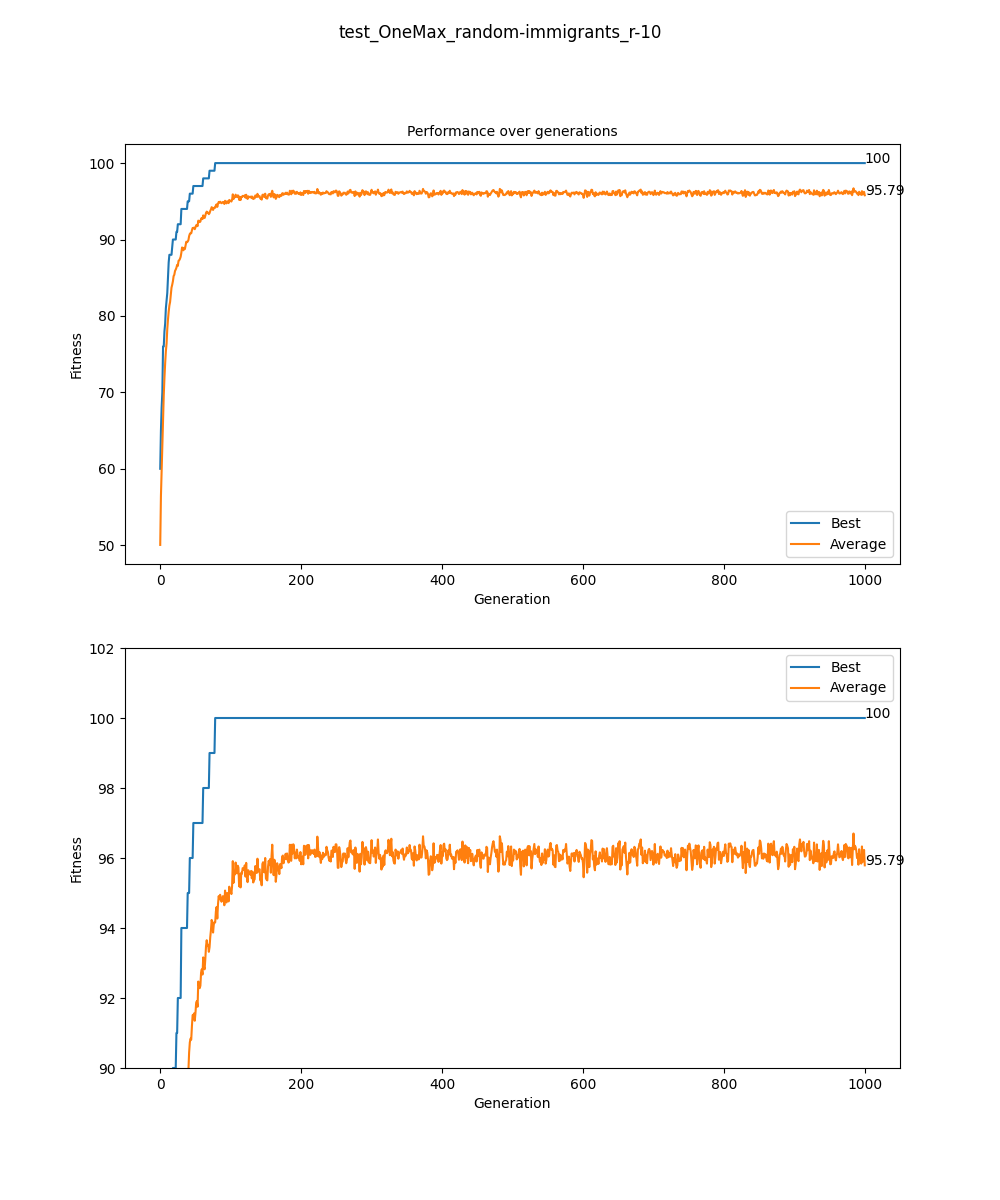 test_OneMax_random-immigrants_r-10
Performance over generations
Fitness
100
90
80
70
60
50
100
95.79
Best
Average
0 200 400 600 800 1000
Generation
Fitness
102
100
98
96
94
92
90
Best
Average
100
95.79
0 200 400 600 800 1000
Generation